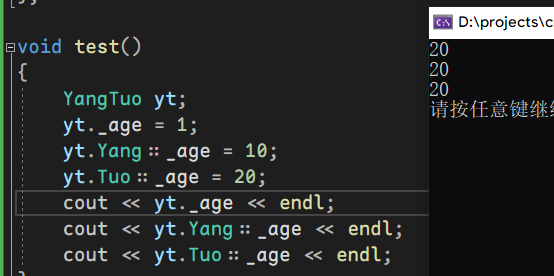 };
void test()
{
YangTuo yt;
yt._age = 1;
yt.Yang::_age = 10;
yt.Tuo::_age = 20;
cout << yt._age << endl;
cout << yt.Yang::_age << endl;
cout << yt.Tuo::_age << endl;
D:\projects\c
20
20
20
请按任意键继续